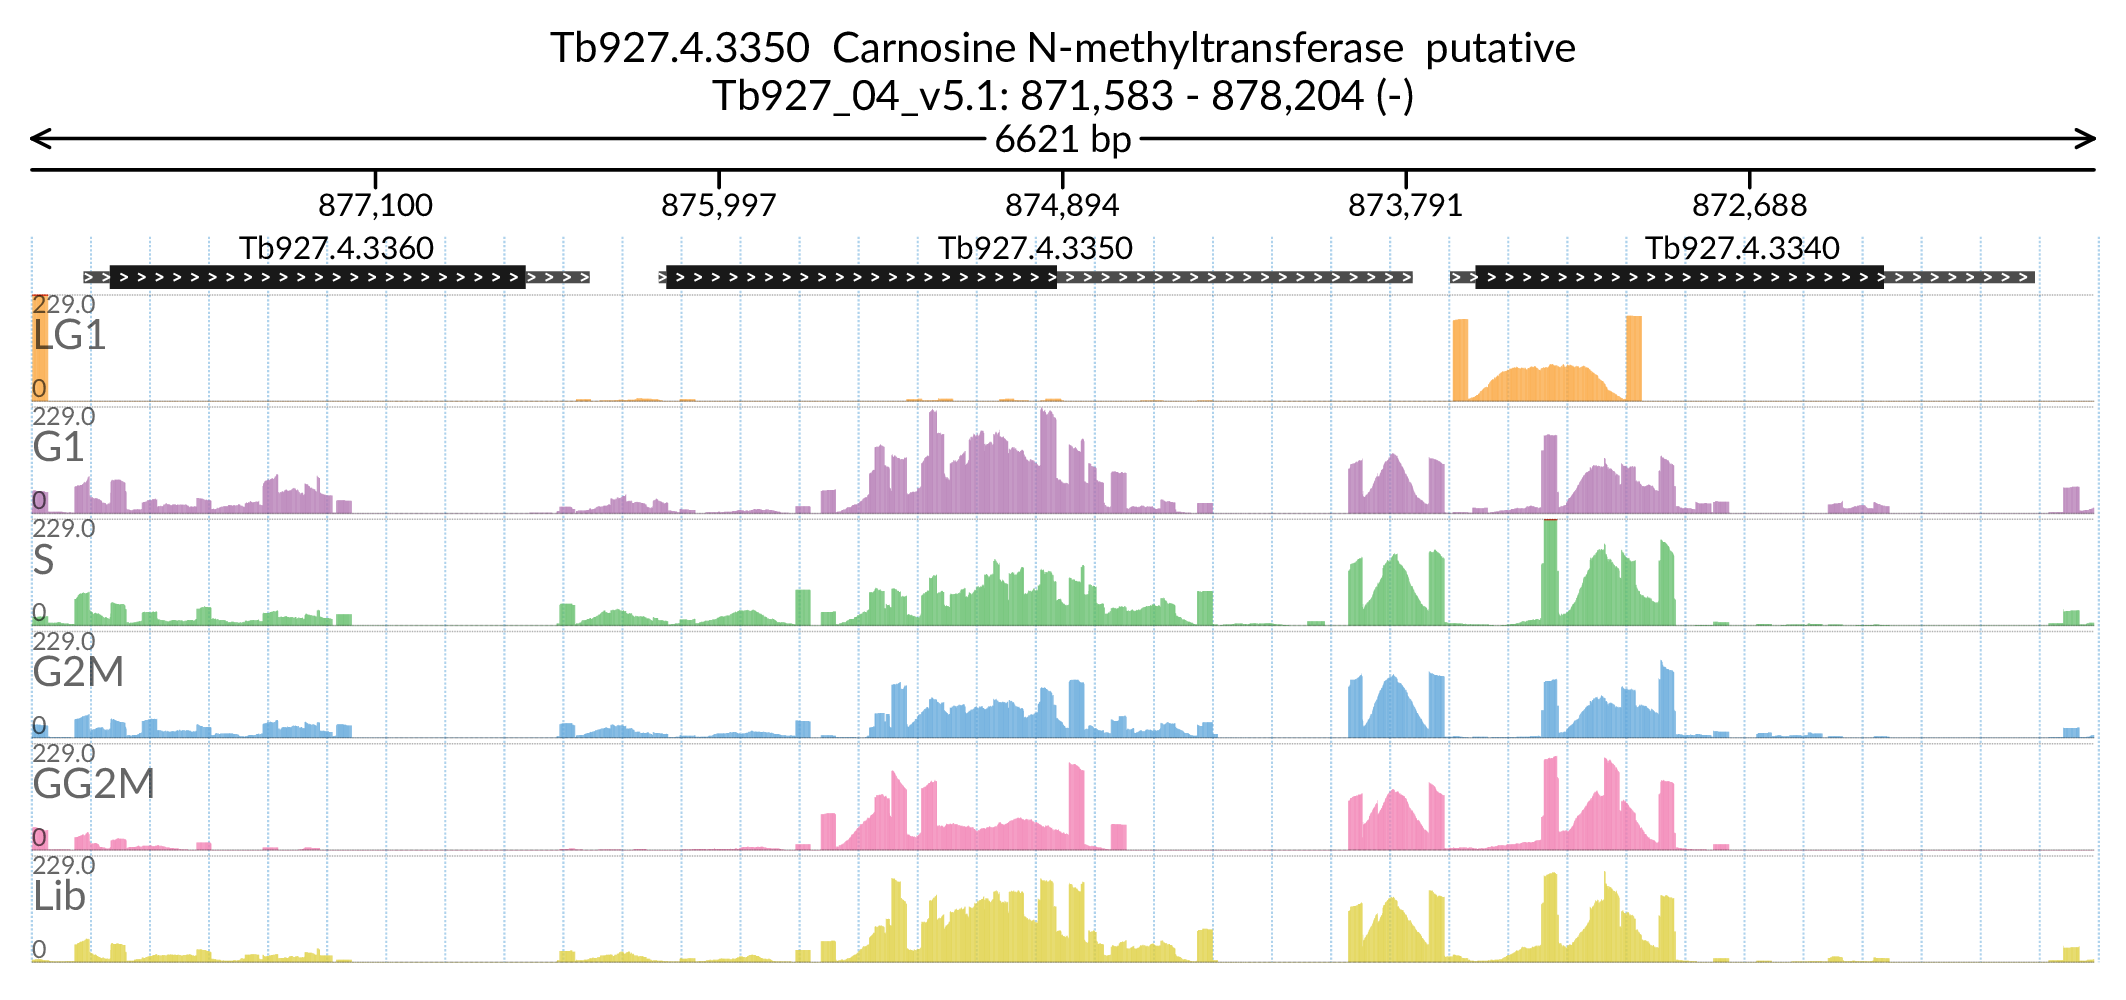 Tb927.4.3350  Carnosine N-methyltransferase  putative
Tb927_04_v5.1: 871,583 - 878,204 (-)
6621 bp
877,100 875,997 874,894 873,791 872,688
Tb927.4.3360 Tb927.4.3350 Tb927.4.3340
229.0
LG1
0
229.0
G1
0
229.0
S
0
229.0
G2M
0
229.0
GG2M
0
229.0
Lib
0